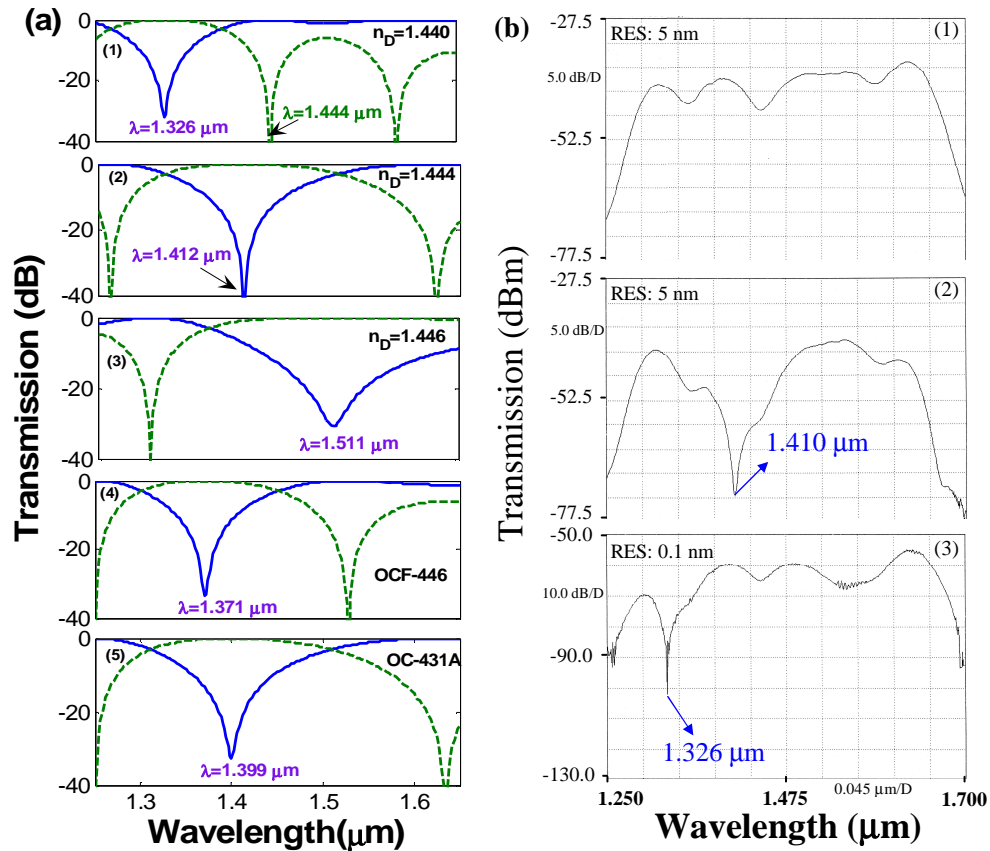 (a)
Transmission (dB)
0
-20
-40
(1)
n_D=1.440
λ=1.326 μm
λ=1.444 μm
0
-20
-40
(2)
n_D=1.444
λ=1.412 μm
0
-20
-40
(3)
n_D=1.446
λ=1.511 μm
0
-20
-40
(4)
OCF-446
λ=1.371 μm
0
-20
-40
(5)
OC-431A
λ=1.399 μm
1.3 1.4 1.5 1.6
Wavelength(μm)
(b)
Transmission (dBm)
-27.5
RES: 5 nm
(1)
5.0 dB/D
-52.5
-77.5
-27.5
RES: 5 nm
(2)
5.0 dB/D
-52.5
1.410 μm
-77.5
-50.0
RES: 0.1 nm
(3)
10.0 dB/D
-90.0
1.326 μm
-130.0
0.045 μm/D
1.250 1.475 1.700
Wavelength (μm)